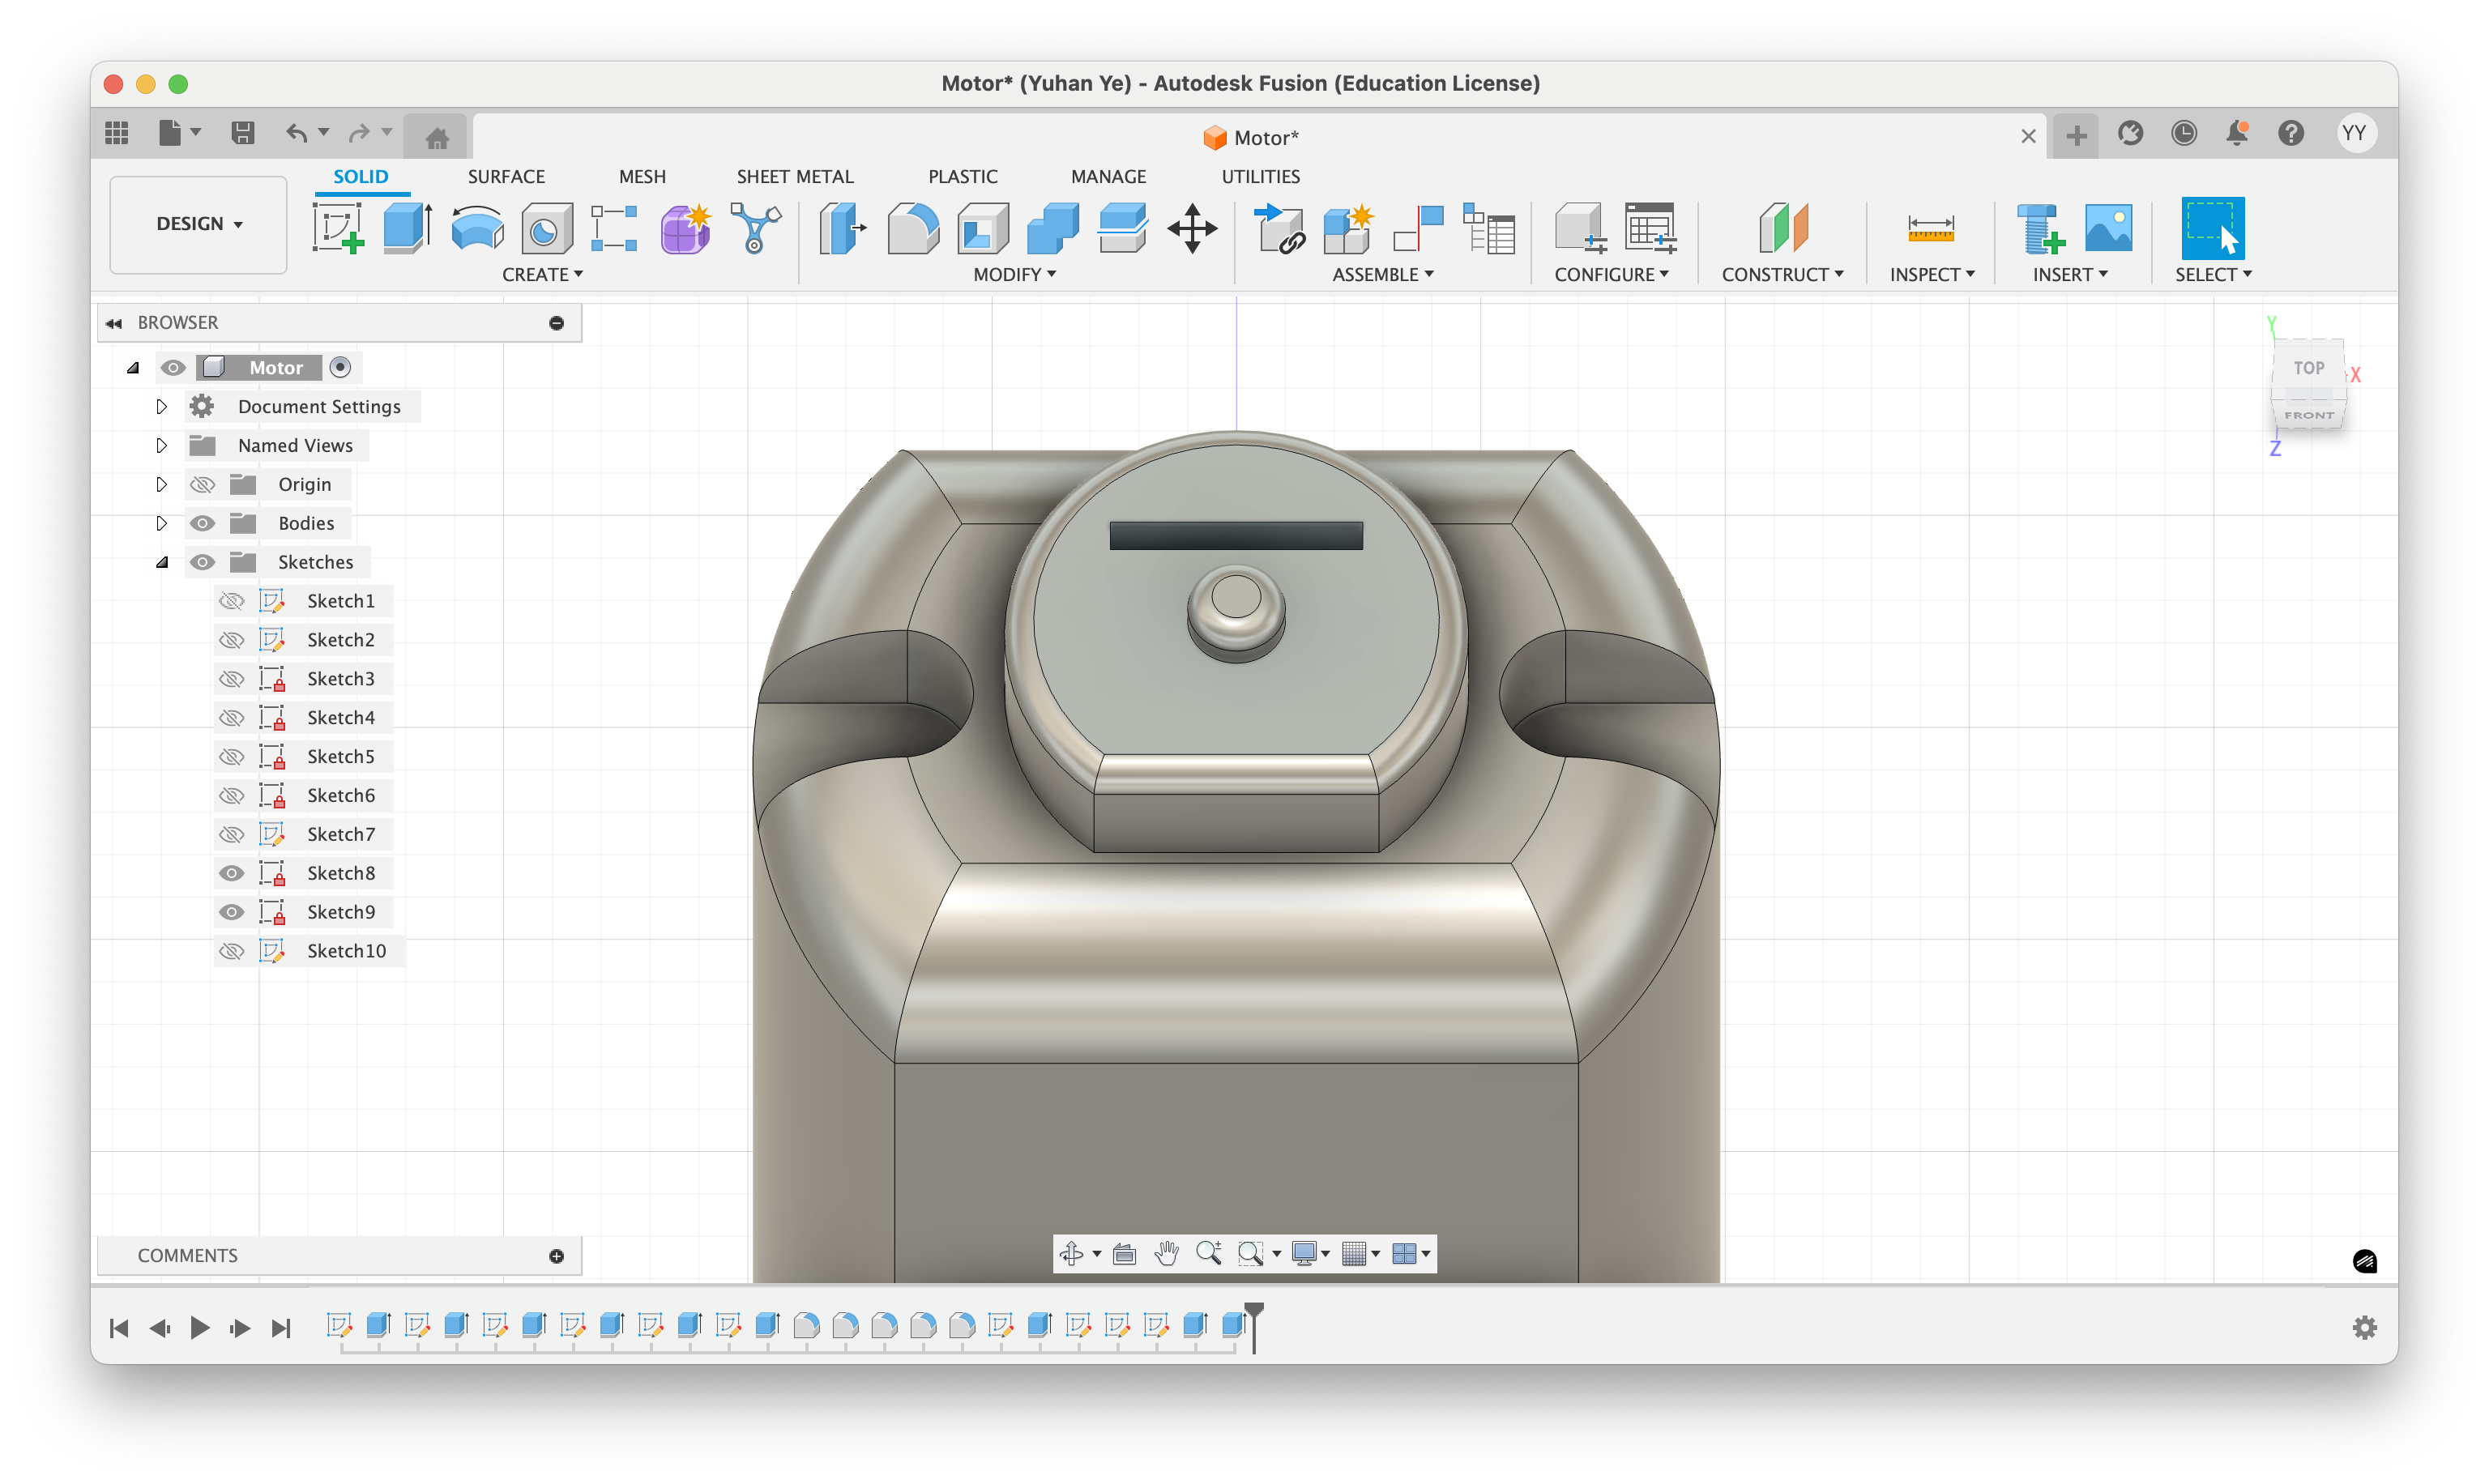 Motor* (Yuhan Ye) - Autodesk Fusion (Education License)
Motor*
YY
SOLID SURFACE MESH SHEET METAL PLASTIC MANAGE UTILITIES
DESIGN
CREATE MODIFY ASSEMBLE CONFIGURE CONSTRUCT INSPECT INSERT SELECT
BROWSER
Motor
Document Settings
Named Views
Origin
Bodies
Sketches
Sketch1
Sketch2
Sketch3
Sketch4
Sketch5
Sketch6
Sketch7
Sketch8
Sketch9
Sketch10
Y
TOP
X
FRONT
Z
COMMENTS